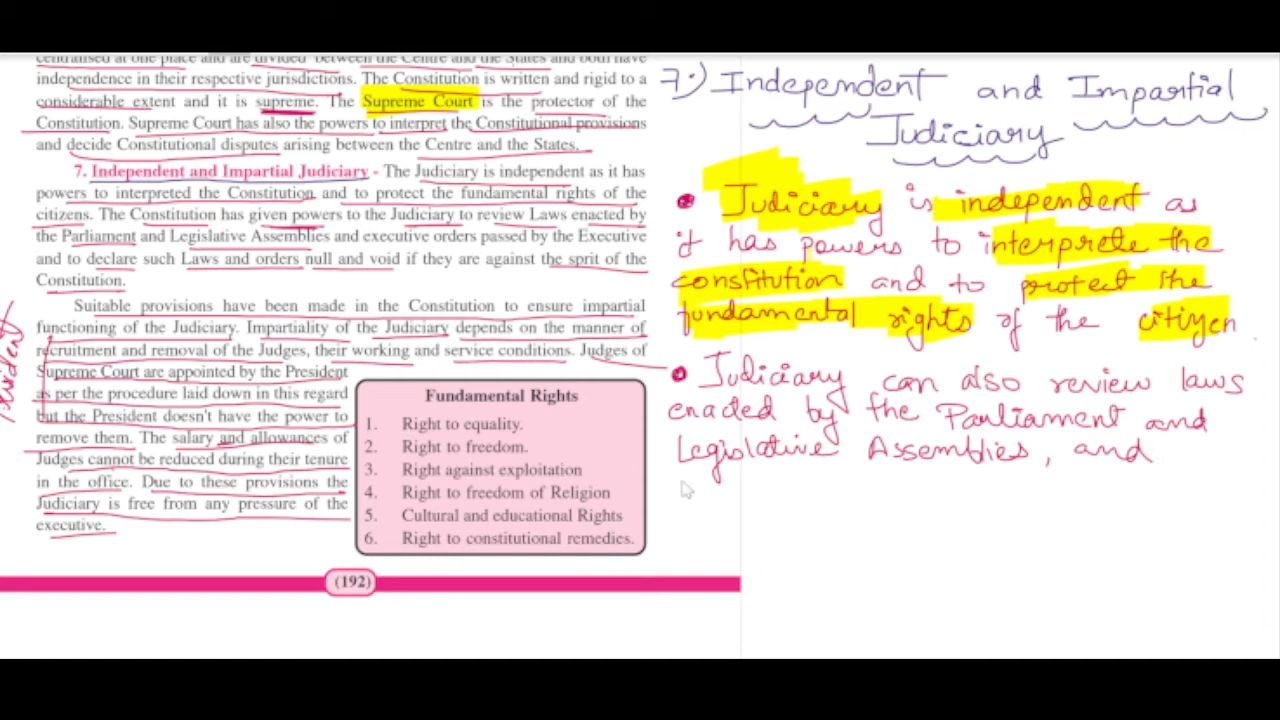 centralised at one place and are divided between the Centre and the States and both have
independence in their respective jurisdictions. The Constitution is written and rigid to a
considerable extent and it is supreme. The Supreme Court is the protector of the
Constitution. Supreme Court has also the powers to interpret the Constitutional provisions
and decide Constitutional disputes arising between the Centre and the States.
7. Independent and Impartial Judiciary - The Judiciary is independent as it has
powers to interpreted the Constitution and to protect the fundamental rights of the
citizens. The Constitution has given powers to the Judiciary to review Laws enacted by
the Parliament and Legislative Assemblies and executive orders passed by the Executive
and to declare such Laws and orders null and void if they are against the sprit of the
Constitution.
Suitable provisions have been made in the Constitution to ensure impartial
functioning of the Judiciary. Impartiality of the Judiciary depends on the manner of
recruitment and removal of the Judges, their working and service conditions. Judges of
Supreme Court are appointed by the President
as per the procedure laid down in this regard
but the President doesn't have the power to
remove them. The salary and allowances of
Judges cannot be reduced during their tenure
in the office. Due to these provisions the
Judiciary is free from any pressure of the
executive.
Fundamental Rights
1. Right to equality.
2. Right to freedom.
3. Right against exploitation
4. Right to freedom of Religion
5. Cultural and educational Rights
6. Right to constitutional remedies.
(192)
7.) Independent and Impartial
Judiciary
• Judiciary is independent as
it has powers to interprete the
constitution and to protect the
fundamental rights of the citizen
• Judiciary can also review laws
enacted by the Parliament and
Legislative Assemblies, and